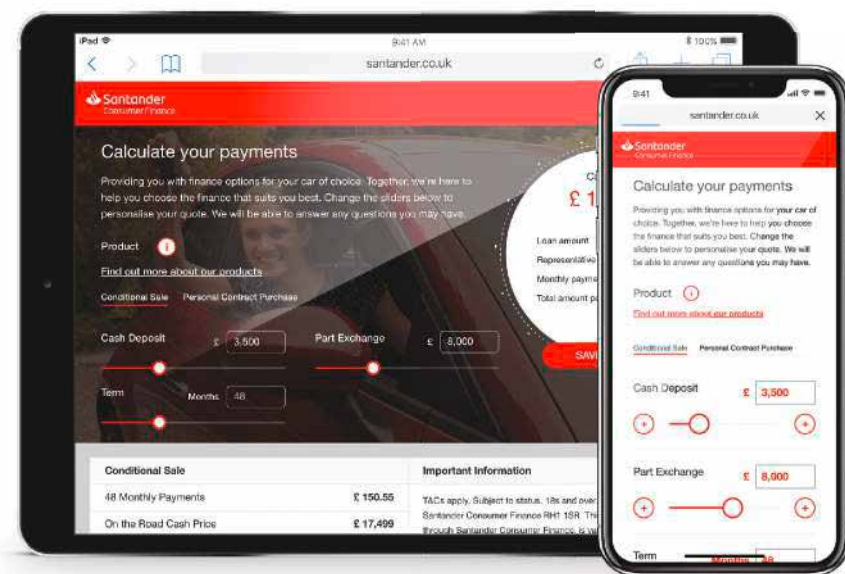 iPad
9:41 AM
100%
santander.co.uk
Santander
Consumer Finance
Calculate your payments
Providing you with finance options for your car of choice. Together, we're here to
help you choose the finance that suits you best. Change the sliders below to
personalise your quote. We will be able to answer any questions you may have.
Product i
Find out more about our products
Conditional Sale Personal Contract Purchase
Cash Deposit £ 3,500 Part Exchange £ 8,000
Term Months 48
£ 1
Loan amount
Representative
Monthly payme
Total amount
SAV
Conditional Sale
48 Monthly Payments £ 150.55
On the Road Cash Price £ 17,499
Important Information
T&Cs apply. Subject to status. 18s and over.
Santander Consumer Finance RH1 1SR
through Santander Consumer Finance, is
9:41
santander.co.uk
Santander
Consumer Finance
Calculate your payments
Providing you with finance options for your car of
choice. Together, we're here to help you choose
the finance that suits you best. Change the
sliders below to personalise your quote. We will
be able to answer any questions you may have.
Product i
Find out more about our products
Conditional Sale Personal Contract Purchase
Cash Deposit £ 3,500
Part Exchange £ 8,000
Term Months 48